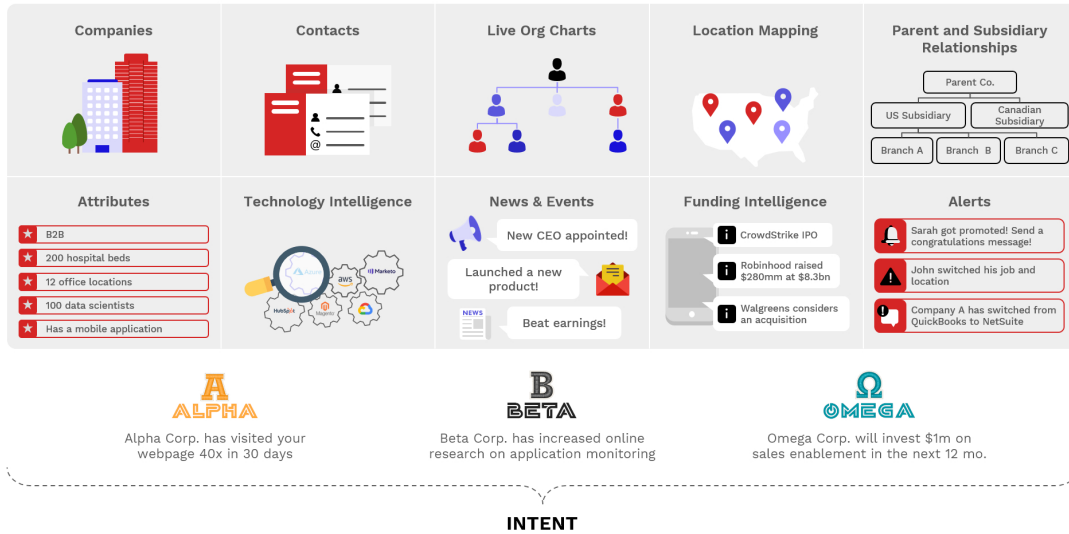 Companies
Contacts
Live Org Charts
Location Mapping
Parent and Subsidiary
Relationships
@
Parent Co.
US Subsidiary
Canadian
Subsidiary
Branch A
Branch B
Branch C
Attributes
B2B
200 hospital beds
12 office locations
100 data scientists
Has a mobile application
Technology Intelligence
Azure
aws
Marketo
HubSpot
Magento
News & Events
New CEO appointed!
Launched a new
product!
NEWS
Beat earnings!
Funding Intelligence
i CrowdStrike IPO
i Robinhood raised
$280mm at $8.3bn
i Walgreens considers
an acquisition
Alerts
Sarah got promoted! Send a
congratulations message!
! John switched his job and
location
! Company A has switched from
QuickBooks to NetSuite
A
ALPHA
Alpha Corp. has visited your
webpage 40x in 30 days
B
BETA
Beta Corp. has increased online
research on application monitoring
Ω
OMEGA
Omega Corp. will invest $1m on
sales enablement in the next 12 mo.
INTENT